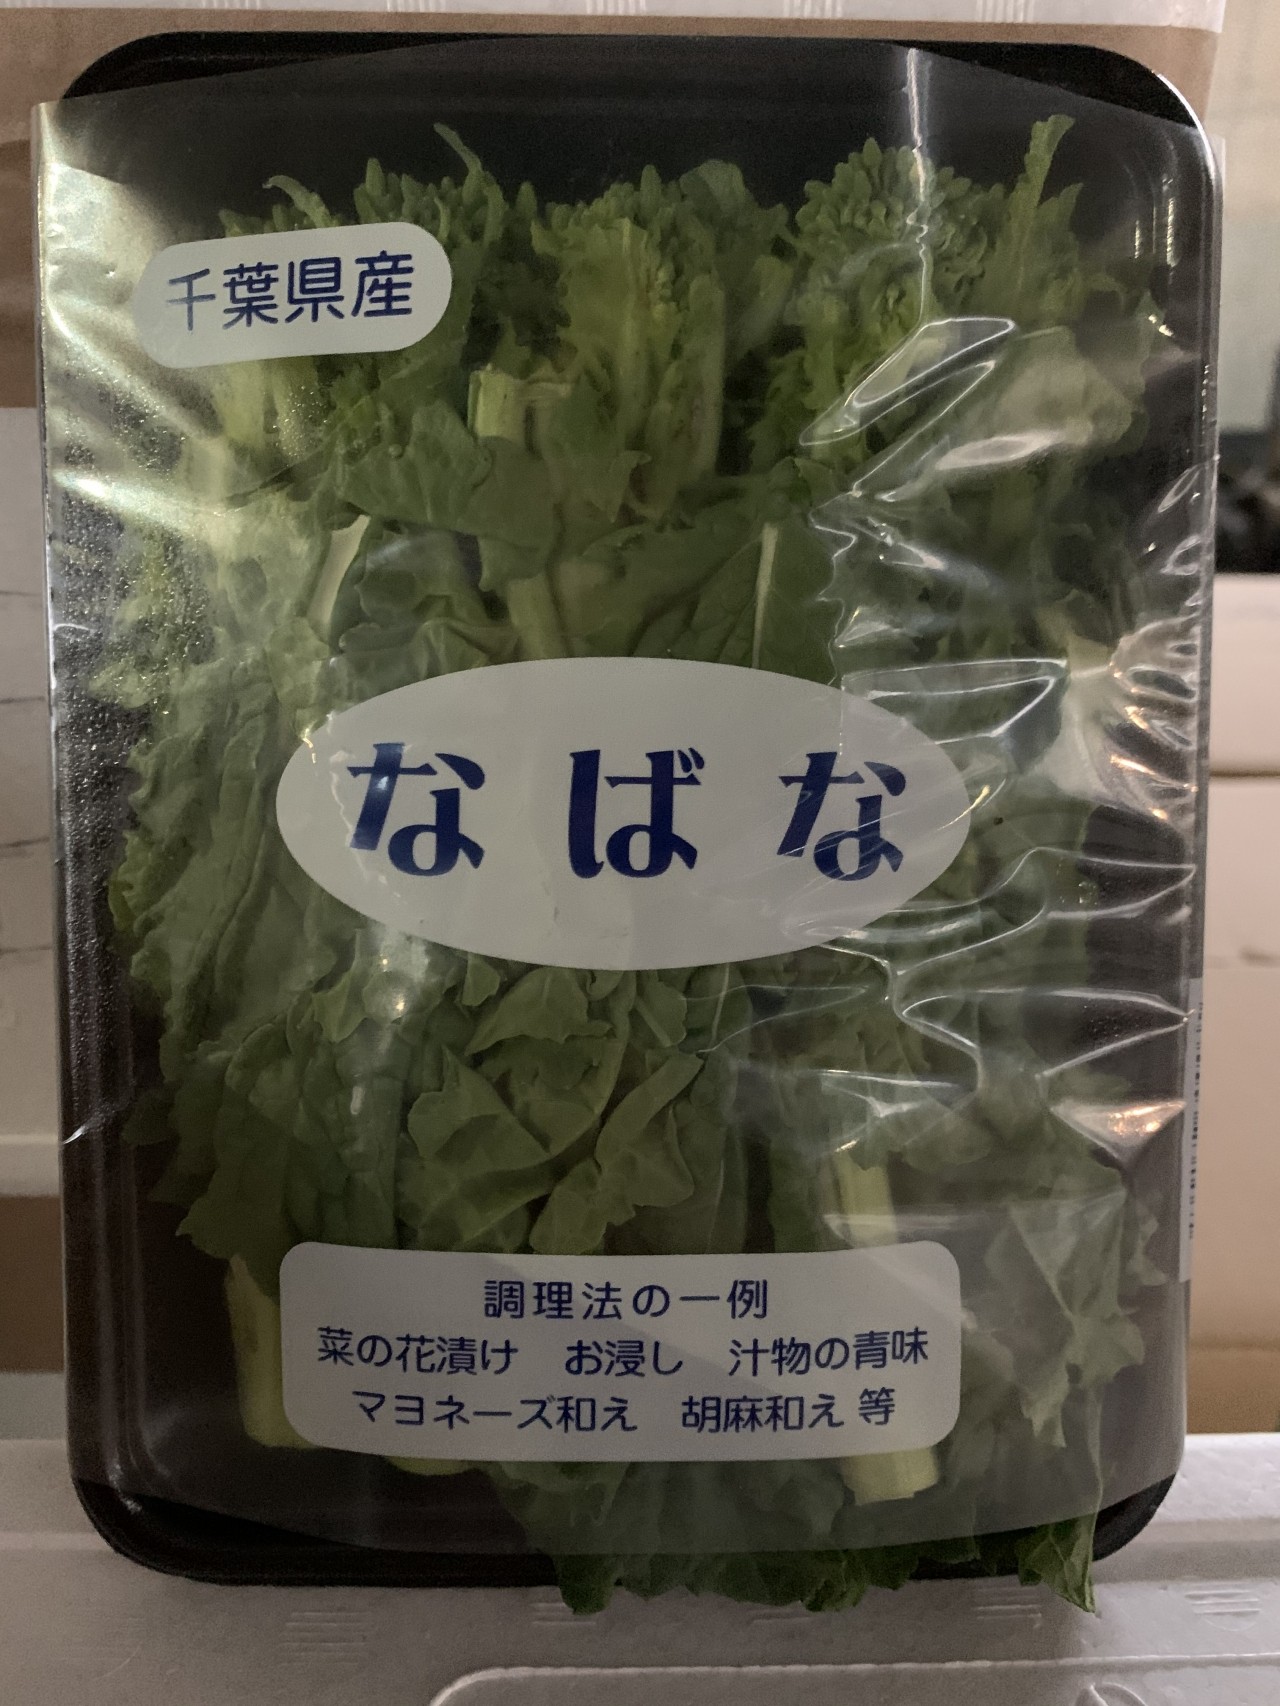 千葉県産
なばな
調理法の一例
菜の花漬け　お浸し　汁物の青味
マヨネーズ和え　胡麻和え 等